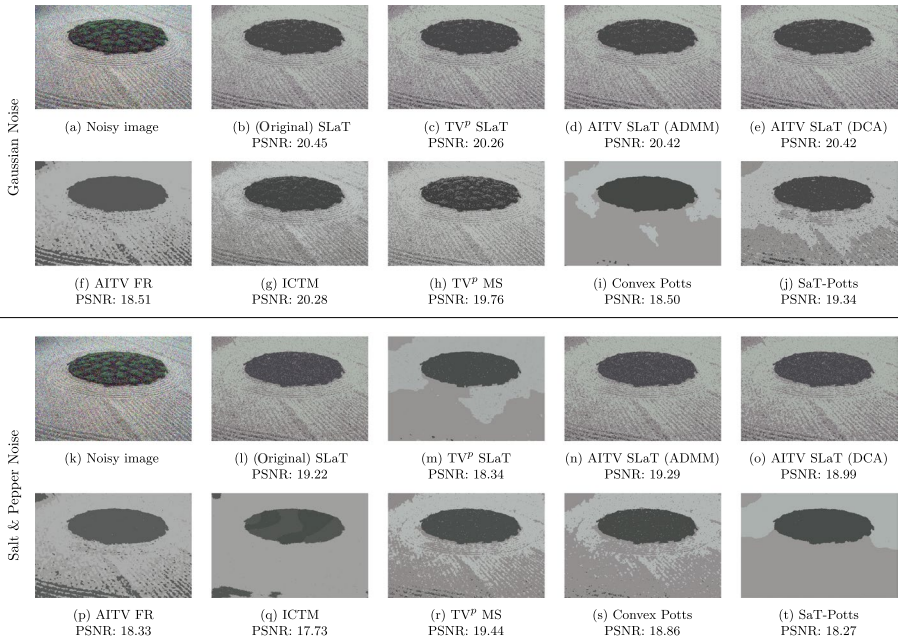 Gaussian Noise
(a) Noisy image
(b) (Original) SLaT
PSNR: 20.45
(c) TVᵖ SLaT
PSNR: 20.26
(d) AITV SLaT (ADMM)
PSNR: 20.42
(e) AITV SLaT (DCA)
PSNR: 20.42
(f) AITV FR
PSNR: 18.51
(g) ICTM
PSNR: 20.28
(h) TVᵖ MS
PSNR: 19.76
(i) Convex Potts
PSNR: 18.50
(j) SaT-Potts
PSNR: 19.34
Salt & Pepper Noise
(k) Noisy image
(l) (Original) SLaT
PSNR: 19.22
(m) TVᵖ SLaT
PSNR: 18.34
(n) AITV SLaT (ADMM)
PSNR: 19.29
(o) AITV SLaT (DCA)
PSNR: 18.99
(p) AITV FR
PSNR: 18.33
(q) ICTM
PSNR: 17.73
(r) TVᵖ MS
PSNR: 19.44
(s) Convex Potts
PSNR: 18.86
(t) SaT-Potts
PSNR: 18.27